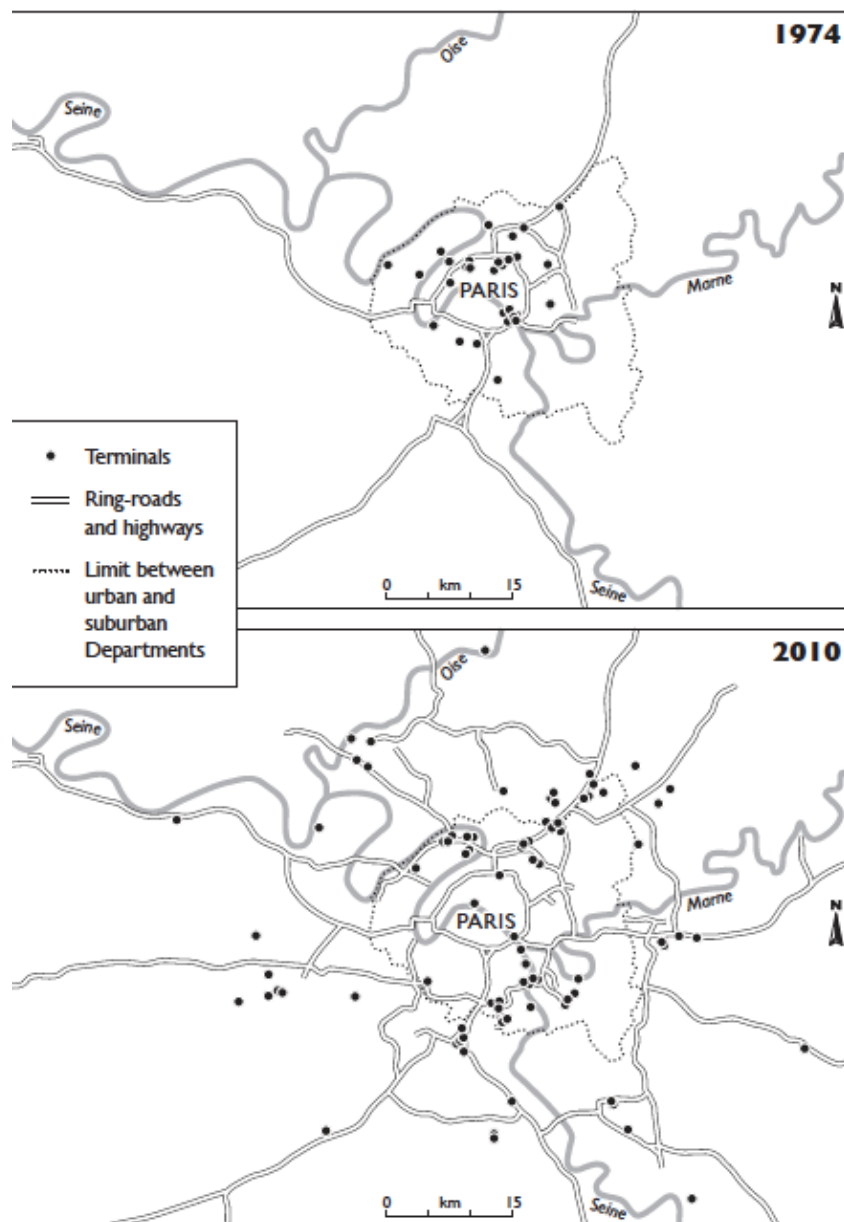 1974
Oise
Seine
Marne
N
PARIS
Terminals
Ring-roads
and highways
Limit between
urban and
suburban
Departments
0 km 15
Seine
2010
Oise
Seine
Marne
N
PARIS
0 km 15
Seine